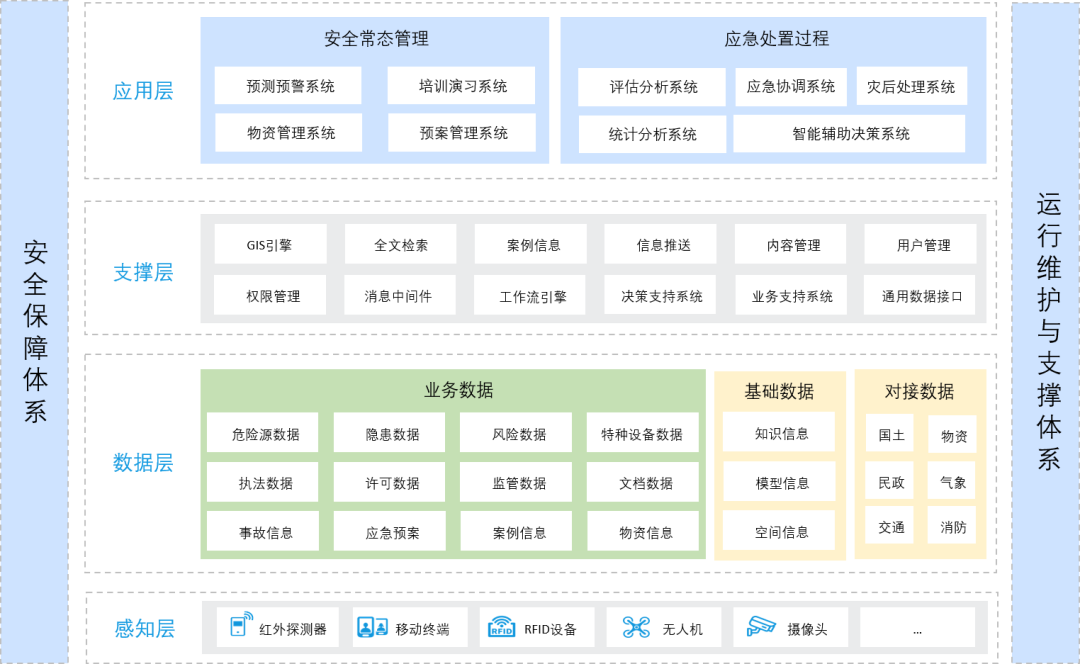 安全保障体系
应用层
安全常态管理
预测预警系统
培训演习系统
物资管理系统
预案管理系统
应急处置过程
评估分析系统
应急协调系统
灾后处理系统
统计分析系统
智能辅助决策系统
支撑层
GIS引擎
全文检索
案例信息
信息推送
内容管理
用户管理
权限管理
消息中间件
工作流引擎
决策支持系统
业务支持系统
通用数据接口
数据层
业务数据
危险源数据
隐患数据
风险数据
特种设备数据
执法数据
许可数据
监管数据
文档数据
事故信息
应急预案
案例信息
物资信息
基础数据
知识信息
模型信息
空间信息
对接数据
国土
物资
民政
气象
交通
消防
感知层
红外探测器
移动终端
RFID
RFID设备
无人机
摄像头
...
运行维护与支撑体系